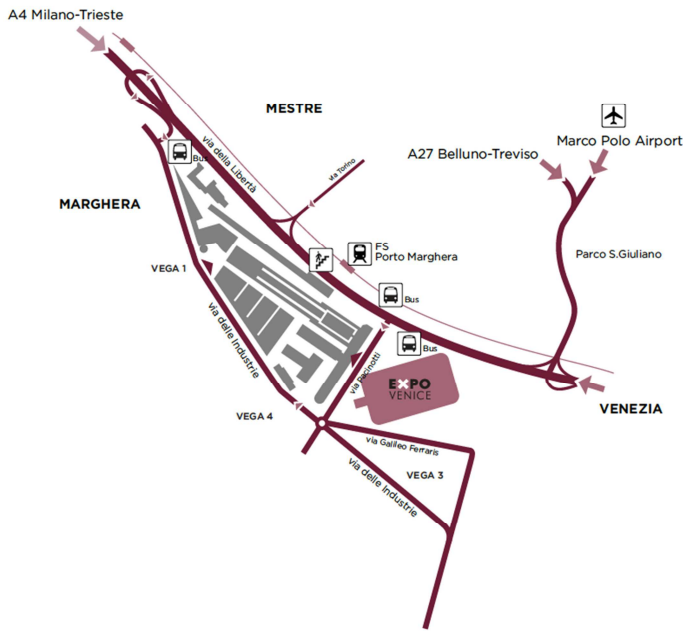 A4 Milano-Trieste
MESTRE
Marco Polo Airport
A27 Belluno-Treviso
via della Libertà
Bus
via Torino
MARGHERA
FS
Porto Marghera
Parco S.Giuliano
VEGA 1
Bus
via delle Industrie
Bus
via Pacinotti
EXPO
VENICE
VENEZIA
VEGA 4
via Galileo Ferraris
via delle Industrie
VEGA 3